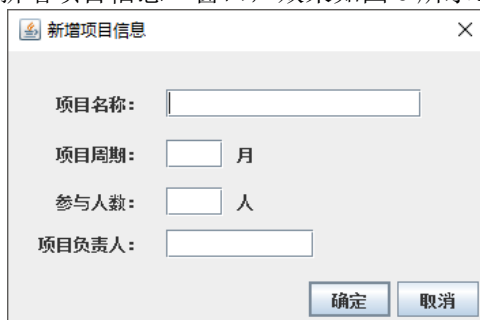 新增项目信息
项目名称：
项目周期： 月
参与人数： 人
项目负责人：
确定 取消